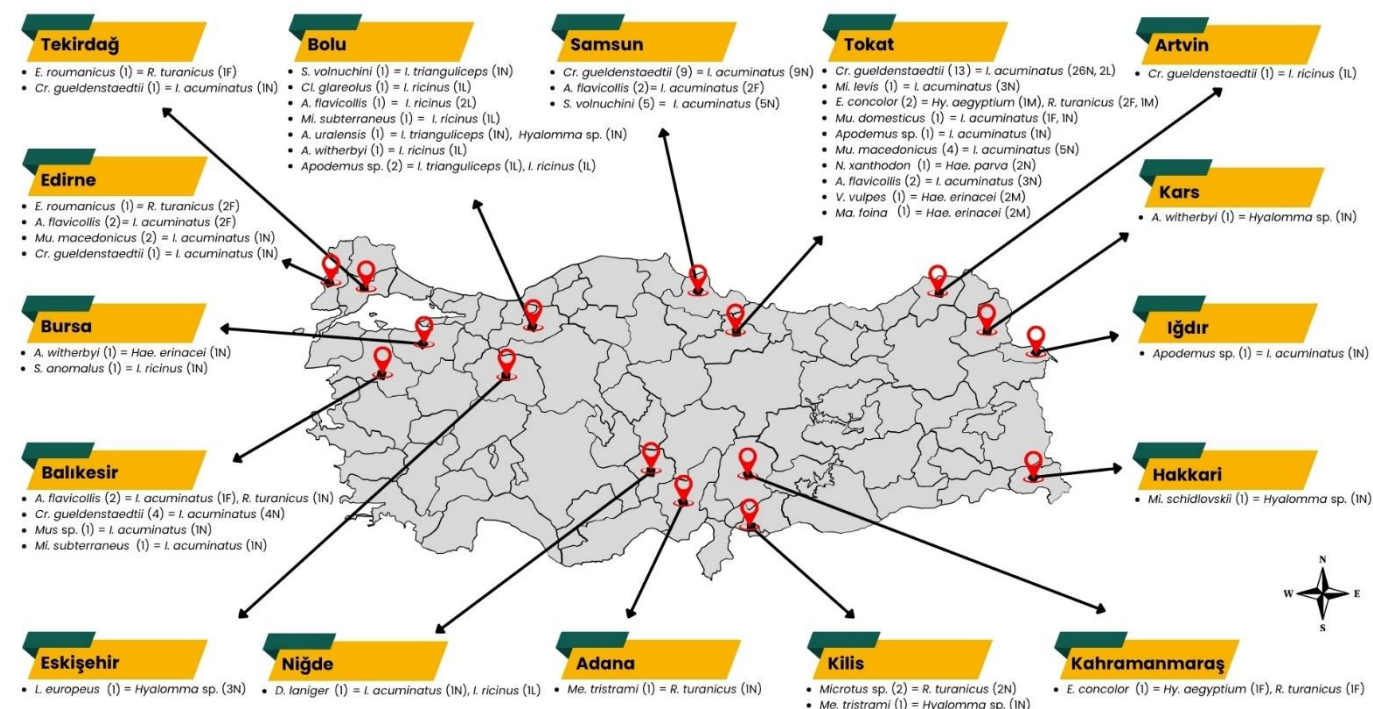 Tekirdağ
• E. roumanicus (1) = R. turanicus (1F)
• Cr. gueldenstaedtii (1) = I. acuminatus (1N)
Bolu
• S. volnuchini (1) = I. trianguliceps (1N)
• Cl. glareolus (1) = I. ricinus (1L)
• A. flavicollis (1) = I. ricinus (2L)
• Mi. subterraneus (1) = I. ricinus (1L)
• A. uralensis (1) = I. trianguliceps (1N), Hyalomma sp. (1N)
• A. witherbyi (1) = I. ricinus (1L)
• Apodemus sp. (2) = I. trianguliceps (1L), I. ricinus (1L)
Samsun
• Cr. gueldenstaedtii (9) = I. acuminatus (9N)
• A. flavicollis (2)= I. acuminatus (2F)
• S. volnuchini (5) = I. acuminatus (5N)
Tokat
• Cr. gueldenstaedtii (13) = I. acuminatus (26N, 2L)
• Mi. levis (1) = I. acuminatus (3N)
• E. concolor (2) = Hy. aegyptium (1M), R. turanicus (2F, 1M)
• Mu. domesticus (1) = I. acuminatus (1F, 1N)
• Apodemus sp. (1) = I. acuminatus (1N)
• Mu. macedonicus (4) = I. acuminatus (5N)
• N. xanthodon (1) = Hae. parva (2N)
• A. flavicollis (2) = I. acuminatus (3N)
• V. vulpes (1) = Hae. erinacei (2M)
• Ma. foina (1) = Hae. erinacei (2M)
Artvin
• Cr. gueldenstaedtii (1) = I. ricinus (1L)
Edirne
• E. roumanicus (1) = R. turanicus (2F)
• A. flavicollis (2)= I. acuminatus (2F)
• Mu. macedonicus (2) = I. acuminatus (1N)
• Cr. gueldenstaedtii (1) = I. acuminatus (1N)
Kars
• A. witherbyi (1) = Hyalomma sp. (1N)
Bursa
• A. witherbyi (1) = Hae. erinacei (1N)
• S. anomalus (1) = I. ricinus (1N)
Iğdır
• Apodemus sp. (1) = I. acuminatus (1N)
Balıkesir
• A. flavicollis (2) = I. acuminatus (1F), R. turanicus (1N)
• Cr. gueldenstaedtii (4) = I. acuminatus (4N)
• Mus sp. (1) = I. acuminatus (1N)
• Mi. subterraneus (1) = I. acuminatus (1N)
Hakkari
• Mi. schidlovskii (1) = Hyalomma sp. (1N)
N
W E
S
Eskişehir
• L. europeus (1) = Hyalomma sp. (3N)
Niğde
• D. laniger (1) = I. acuminatus (1N), I. ricinus (1L)
Adana
• Me. tristrami (1) = R. turanicus (1N)
Kilis
• Microtus sp. (2) = R. turanicus (2N)
• Me. tristrami (1) = Hyalomma sp. (1N)
Kahramanmaraş
• E. concolor (1) = Hy. aegyptium (1F), R. turanicus (1F)